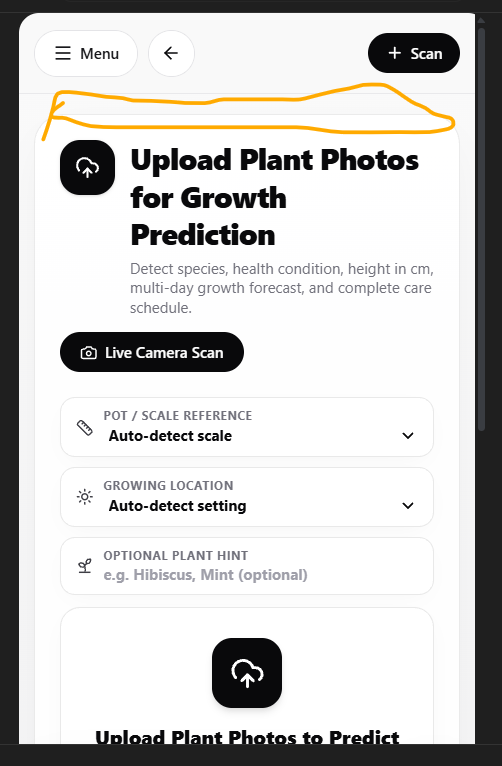 Menu
Scan
Upload Plant Photos
for Growth
Prediction
Detect species, health condition, height in cm,
multi-day growth forecast, and complete care
schedule.
Live Camera Scan
POT / SCALE REFERENCE
Auto-detect scale
GROWING LOCATION
Auto-detect setting
OPTIONAL PLANT HINT
e.g. Hibiscus, Mint (optional)
Upload Plant Photos to Predict